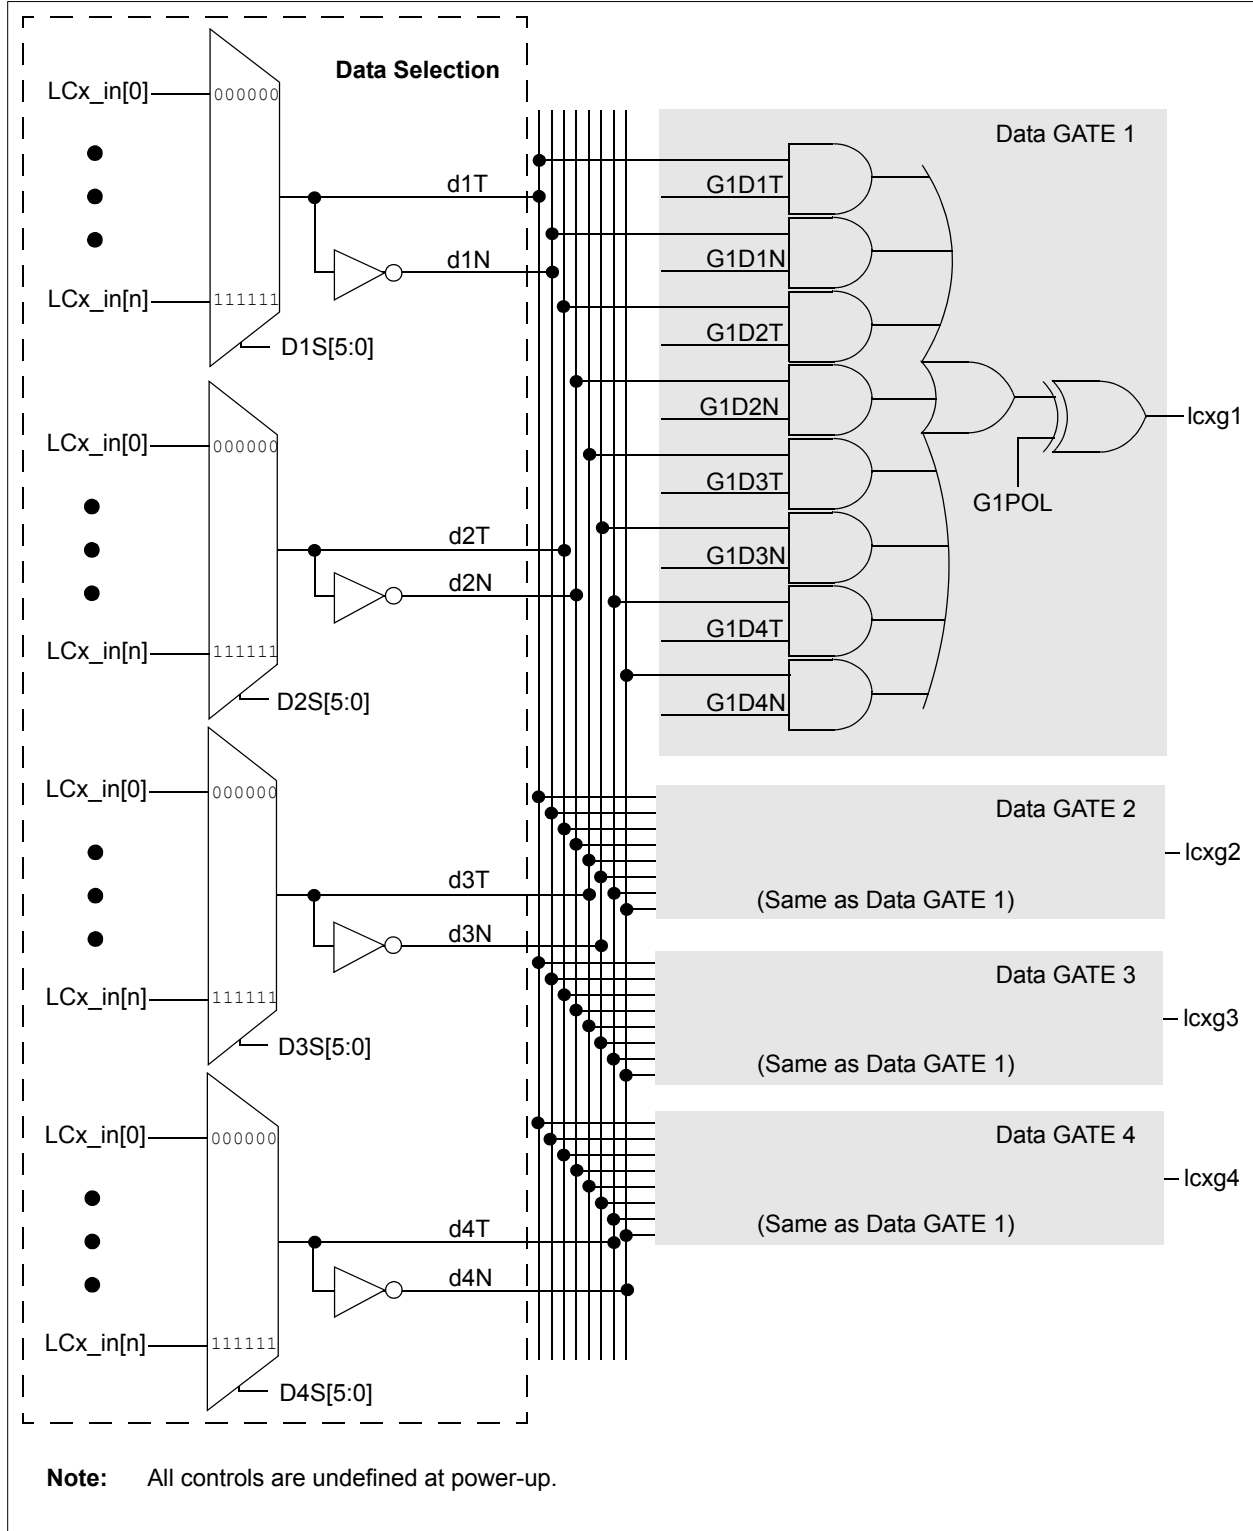 Data Selection
LCx_in[0]
000000
d1T
d1N
LCx_in[n]
111111
D1S[5:0]
LCx_in[0]
000000
d2T
d2N
LCx_in[n]
111111
D2S[5:0]
LCx_in[0]
000000
d3T
d3N
LCx_in[n]
111111
D3S[5:0]
LCx_in[0]
000000
d4T
d4N
LCx_in[n]
111111
D4S[5:0]
Data GATE 1
G1D1T
G1D1N
G1D2T
G1D2N
G1D3T
G1D3N
G1D4T
G1D4N
G1POL
lcxg1
Data GATE 2
(Same as Data GATE 1)
lcxg2
Data GATE 3
(Same as Data GATE 1)
lcxg3
Data GATE 4
(Same as Data GATE 1)
lcxg4
Note: All controls are undefined at power-up.